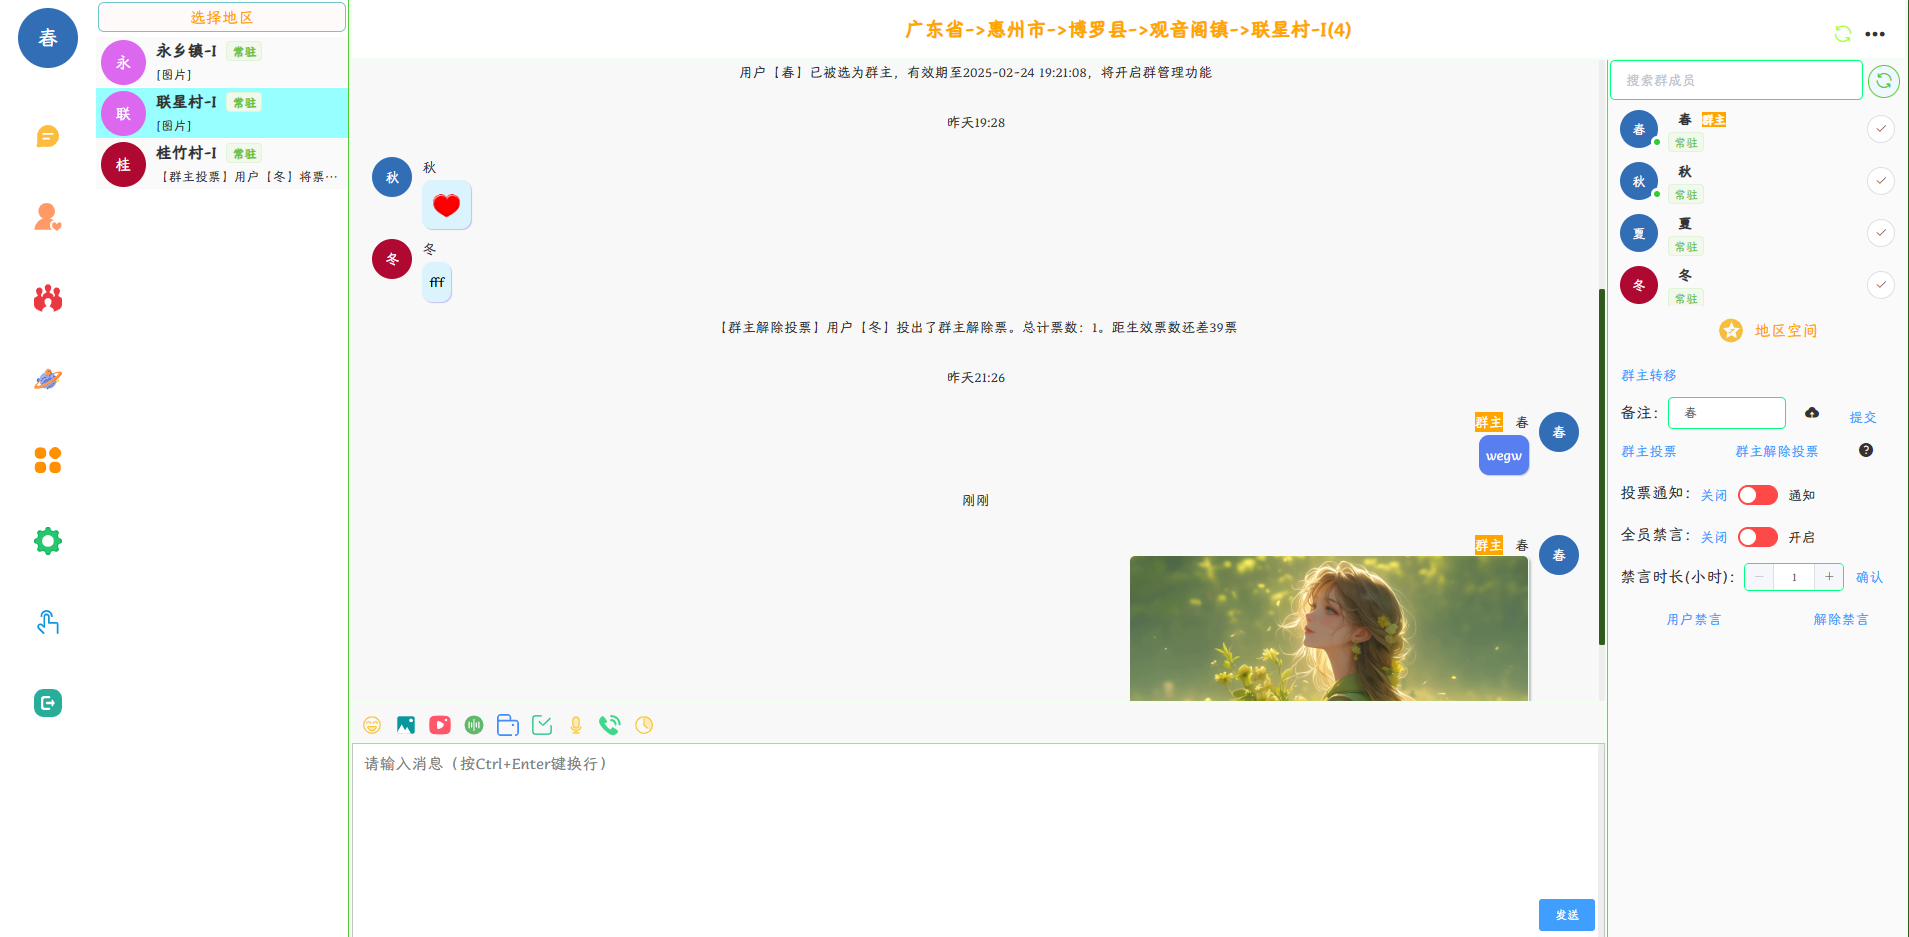 春
选择地区
永
永乡镇-I 常驻
[图片]
联
联星村-I 常驻
[图片]
桂
桂竹村-I 常驻
【群主投票】用户【冬】将票…
广东省->惠州市->博罗县->观音阁镇->联星村-I(4)
用户【春】已被选为群主，有效期至2025-02-24 19:21:08，将开启群管理功能
昨天19:28
秋
秋
冬
冬
fff
【群主解除投票】用户【冬】投出了群主解除票。总计票数：1。距生效票数还差39票
昨天21:26
群主 春
春
wegw
刚刚
群主 春
春
请输入消息（按Ctrl+Enter键换行）
发送
搜索群成员
春
春 群主
常驻
秋
秋
常驻
夏
夏
常驻
冬
冬
常驻
地区空间
群主转移
备注： 春 提交
群主投票 群主解除投票
投票通知： 关闭 通知
全员禁言： 关闭 开启
禁言时长(小时)： 1 确认
用户禁言 解除禁言